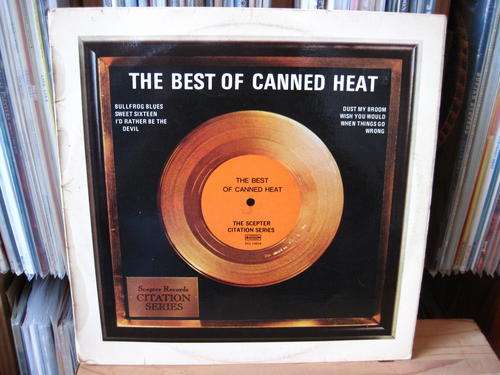 THE BEST OF CANNED HEAT
BULLFROG BLUES
SWEET SIXTEEN
I'D RATHER BE THE
DEVIL
DUST MY BROOM
WISH YOU WOULD
WHEN THINGS GO
WRONG
THE BEST
OF CANNED HEAT
THE SCEPTER
CITATION SERIES
Scepter Records
CITATION
SERIES